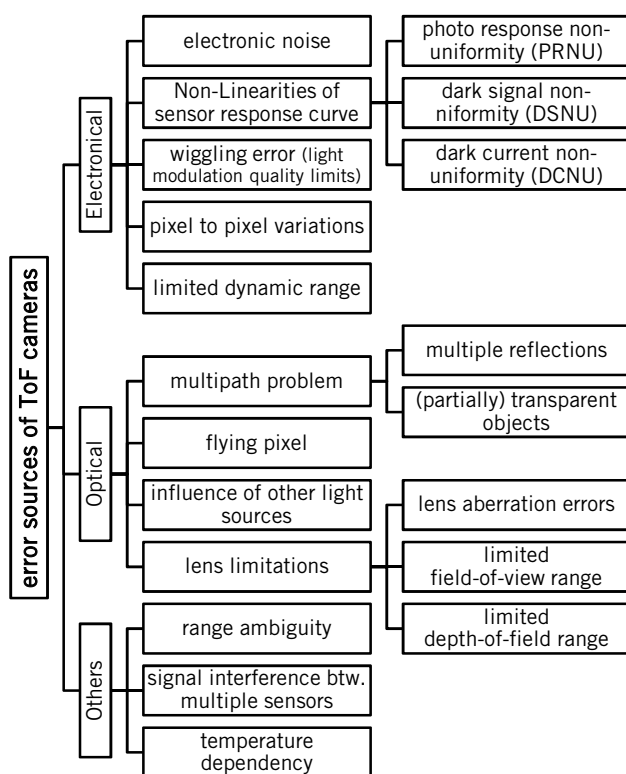 error sources of ToF cameras
Electronical
electronic noise
Non-Linearities of
sensor response curve
photo response non-
uniformity (PRNU)
dark signal non-
niformity (DSNU)
dark current non-
uniformity (DCNU)
wiggling error (light
modulation quality limits)
pixel to pixel variations
limited dynamic range
Optical
multipath problem
multiple reflections
(partially) transparent
objects
flying pixel
influence of other light
sources
lens limitations
lens aberration errors
limited
field-of-view range
limited
depth-of-field range
Others
range ambiguity
signal interference btw.
multiple sensors
temperature
dependency